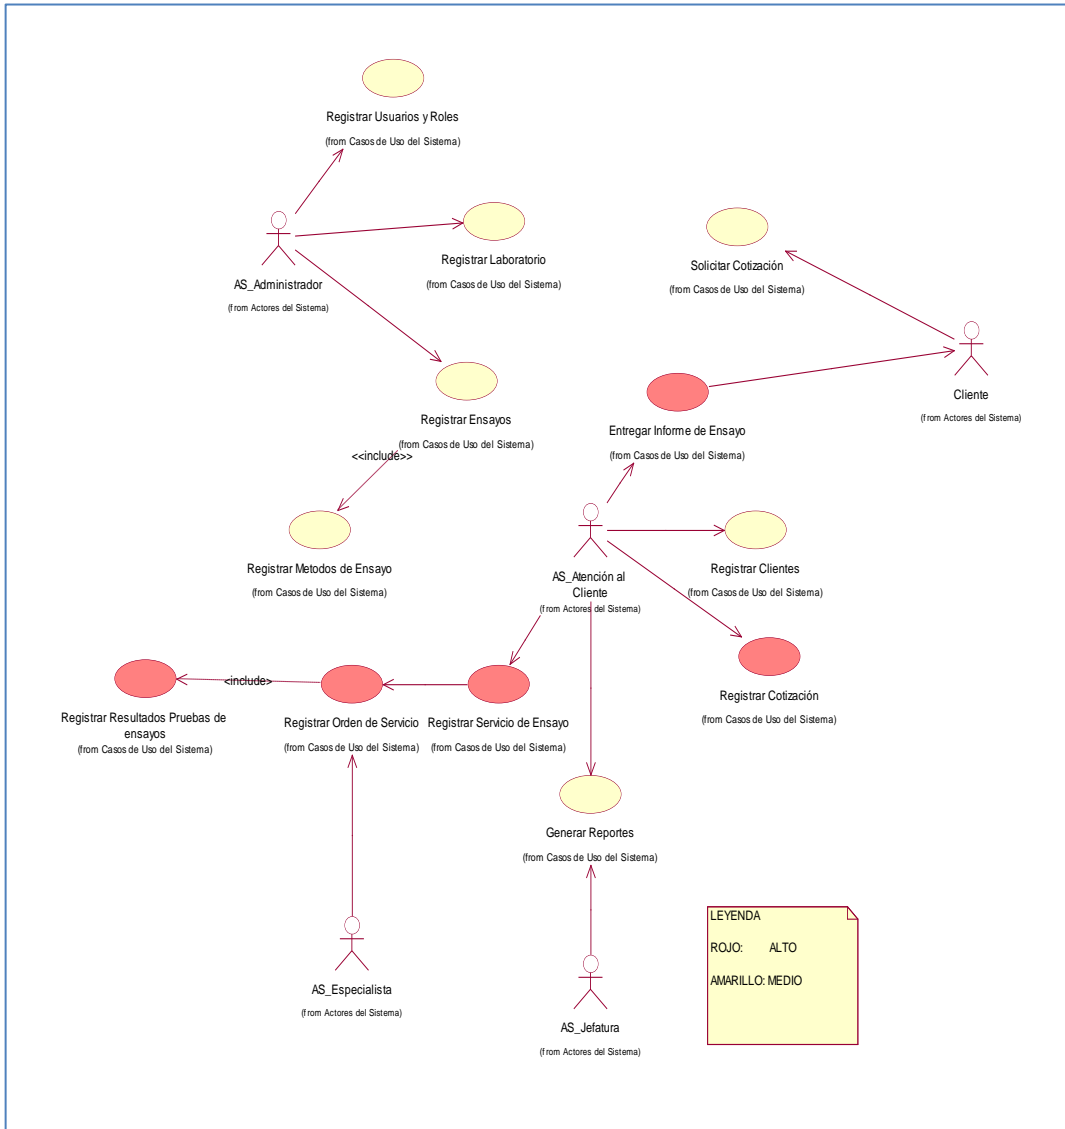 Registrar Usuarios y Roles
(from Casos de Uso del Sistema)
Registrar Laboratorio
(from Casos de Uso del Sistema)
AS_Administrador
(from Actores del Sistema)
Solicitar Cotización
(from Casos de Uso del Sistema)
Cliente
(from Actores del Sistema)
Registrar Ensayos
(from Casos de Uso del Sistema)
<<include>>
Entregar Informe de Ensayo
(from Casos de Uso del Sistema)
Registrar Metodos de Ensayo
(from Casos de Uso del Sistema)
AS_Atención al
Cliente
(from Actores del Sistema)
Registrar Clientes
(from Casos de Uso del Sistema)
Registrar Cotización
(from Casos de Uso del Sistema)
<include>
Registrar Resultados Pruebas de
ensayos
(from Casos de Uso del Sistema)
Registrar Orden de Servicio
(from Casos de Uso del Sistema)
Registrar Servicio de Ensayo
(from Casos de Uso del Sistema)
Generar Reportes
(from Casos de Uso del Sistema)
LEYENDA
ROJO: ALTO
AMARILLO: MEDIO
AS_Especialista
(from Actores del Sistema)
AS_Jefatura
(from Actores del Sistema)